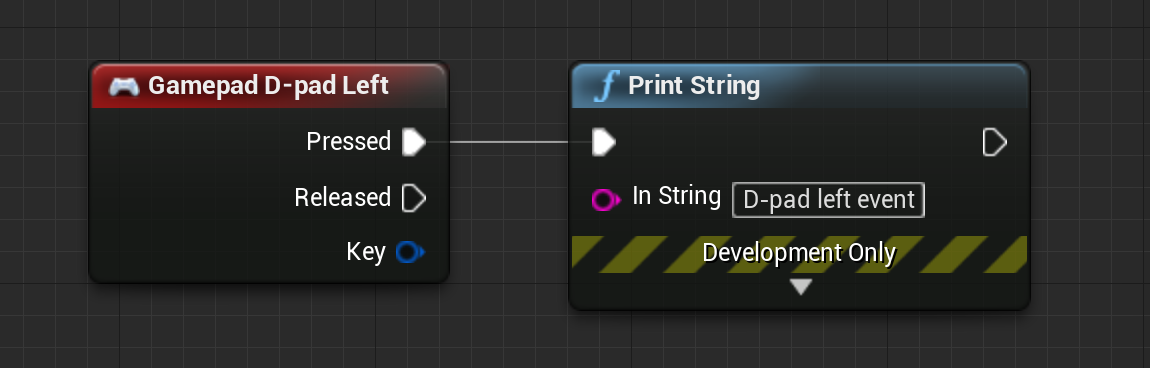 Gamepad D-pad Left
Pressed
Released
Key
Print String
In String D-pad left event
Development Only